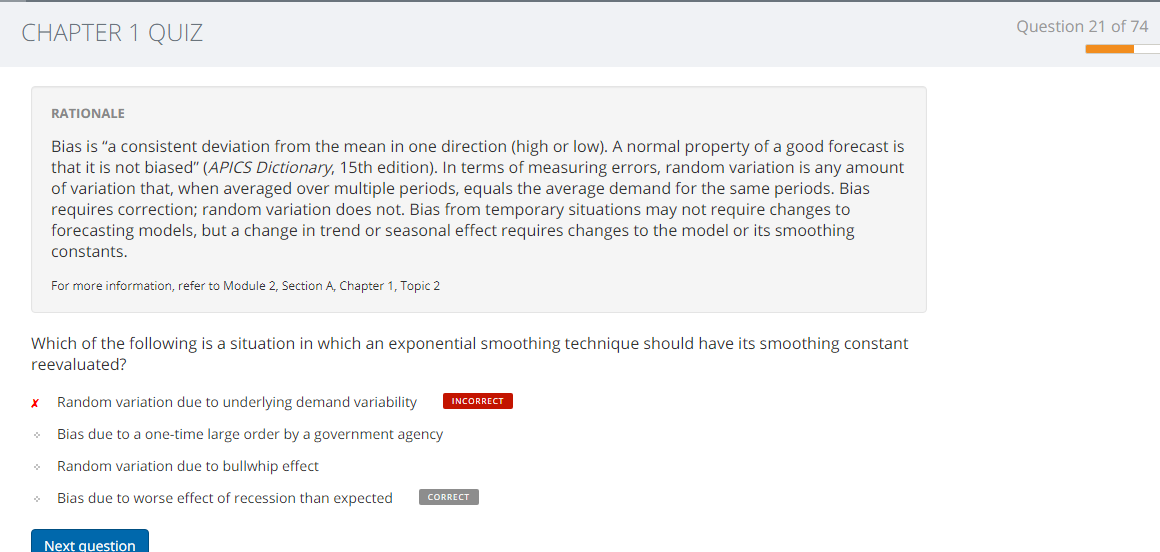 CHAPTER 1 QUIZ
Question 21 of 74
RATIONALE
Bias is “a consistent deviation from the mean in one direction (high or low). A normal property of a good forecast is
that it is not biased” (APICS Dictionary, 15th edition). In terms of measuring errors, random variation is any amount
of variation that, when averaged over multiple periods, equals the average demand for the same periods. Bias
requires correction; random variation does not. Bias from temporary situations may not require changes to
forecasting models, but a change in trend or seasonal effect requires changes to the model or its smoothing
constants.
For more information, refer to Module 2, Section A, Chapter 1, Topic 2
Which of the following is a situation in which an exponential smoothing technique should have its smoothing constant
reevaluated?
✗ Random variation due to underlying demand variability INCORRECT
Bias due to a one-time large order by a government agency
Random variation due to bullwhip effect
Bias due to worse effect of recession than expected CORRECT
Next question